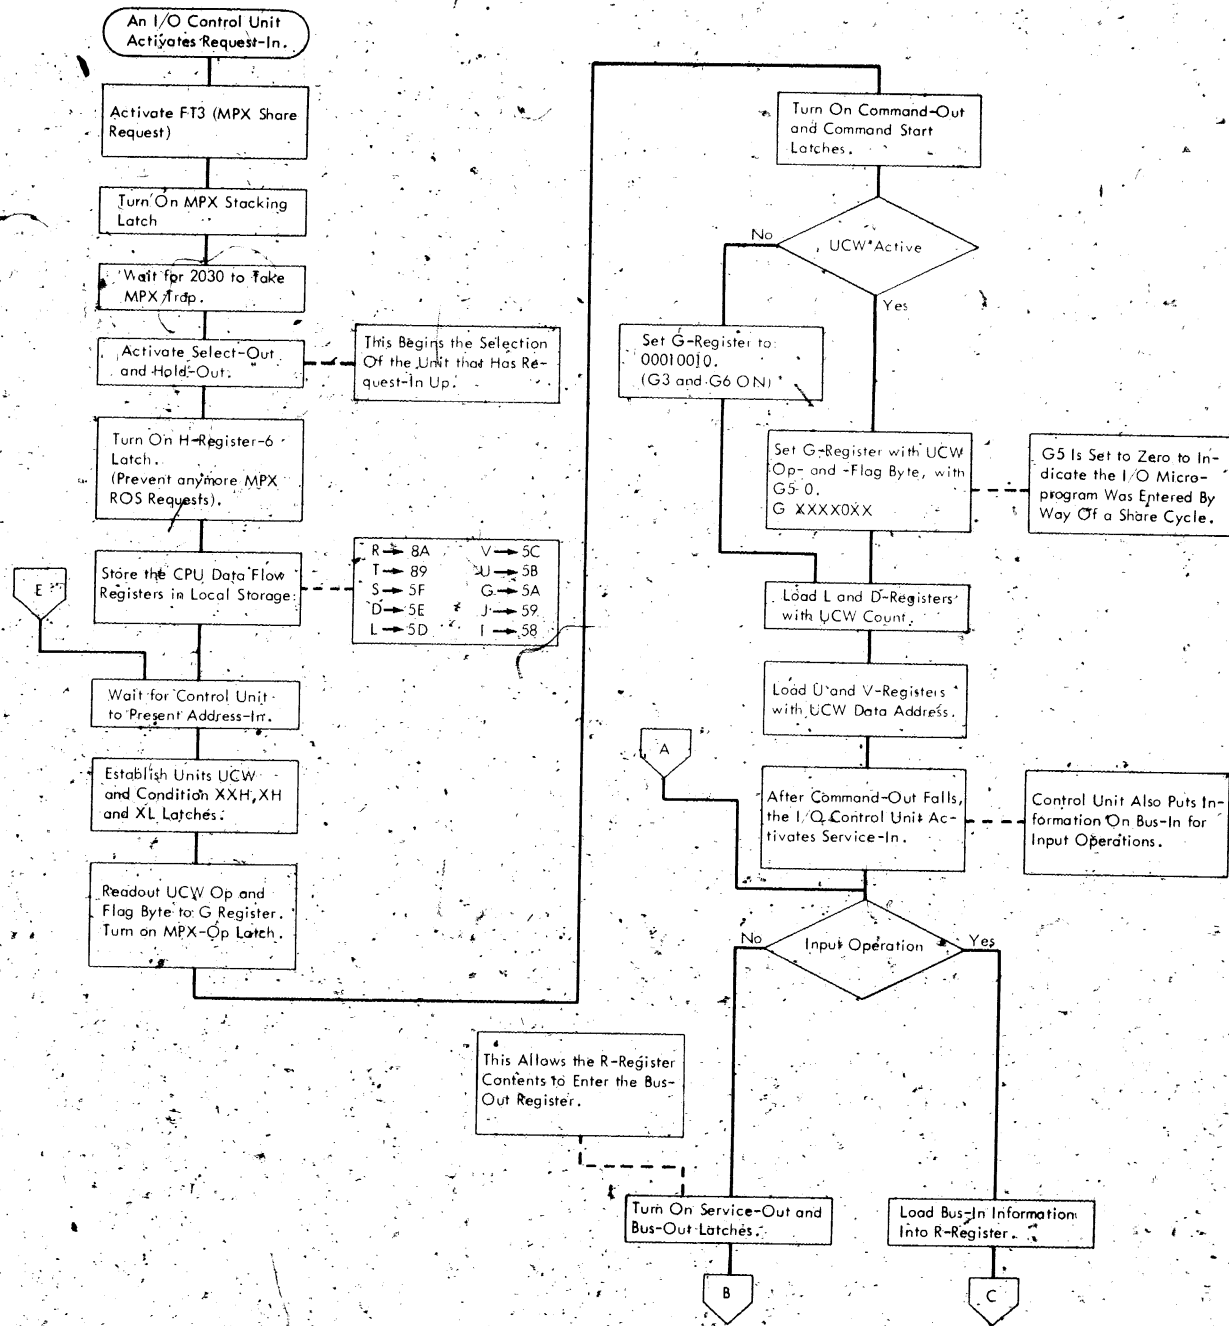 An I/O Control Unit
Activates Request-In.
Activate FT3 (MPX Share
Request)
Turn On MPX Stacking
Latch
Wait for 2030 to Take
MPX Trap.
Activate Select-Out
and Hold-Out.
This Begins the Selection
Of the Unit that Has Re-
quest-In Up.
Turn On H-Register-6
Latch.
(Prevent anymore MPX
ROS Requests).
Store the CPU Data Flow
Registers in Local Storage
R → 8A
T → 89
S → 5F
D → 5E
L → 5D
V → 5C
U → 5B
G → 5A
J → 59
I → 58
E
Wait for Control Unit
to Present Address-In.
Establish Units UCW
and Condition XXH, XH
and XL Latches.
Readout UCW Op and
Flag Byte to G Register.
Turn on MPX-Op Latch.
Turn On Command-Out
and Command Start
Latches.
UCW Active
No
Yes
Set G-Register to
00010010.
(G3 and G6 ON)
Set G-Register with UCW
Op- and -Flag Byte, with
G5-0.
G XXXX0XX
G5 Is Set to Zero to In-
dicate the I/O Micro-
program Was Entered By
Way Of a Share Cycle.
Load L and D-Registers
with UCW Count.
Load U and V-Registers
with UCW Data Address.
A
After Command-Out Falls,
the I/O Control Unit Ac-
tivates Service-In.
Control Unit Also Puts In-
formation On Bus-In for
Input Operations.
Input Operation
No
Yes
This Allows the R-Register
Contents to Enter the Bus-
Out Register.
Turn On Service-Out and
Bus-Out Latches.
Load Bus-In Information
Into R-Register.
B
C